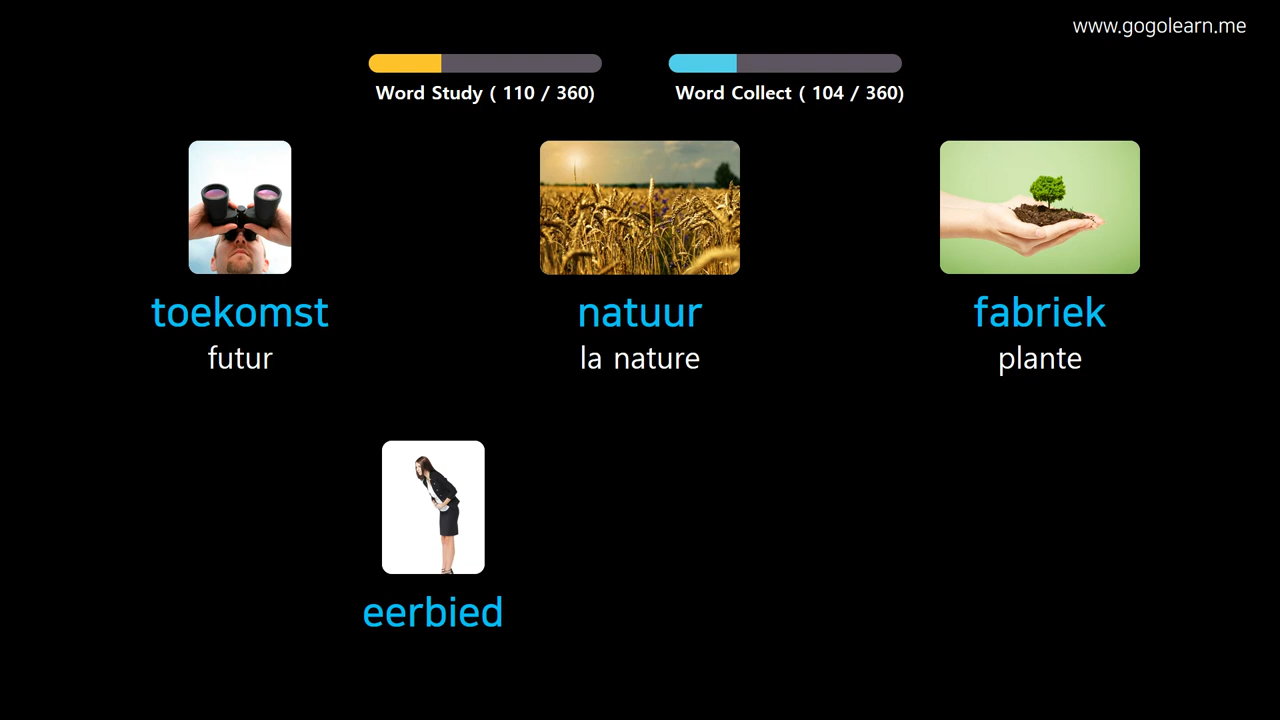 www.gogolearn.me
Word Study ( 110 / 360)
Word Collect ( 104 / 360)
toekomst
futur
natuur
la nature
fabriek
plante
eerbied